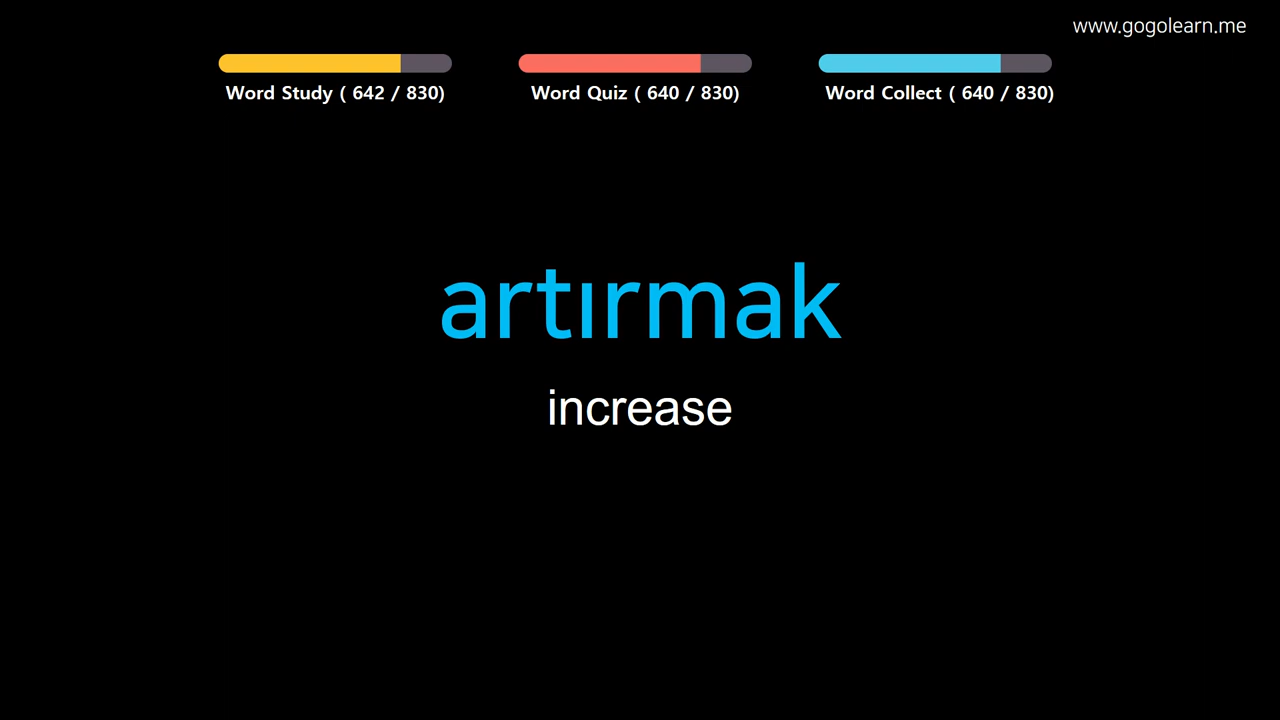 www.gogolearn.me
Word Study ( 642 / 830)
Word Quiz ( 640 / 830)
Word Collect ( 640 / 830)
artırmak
increase